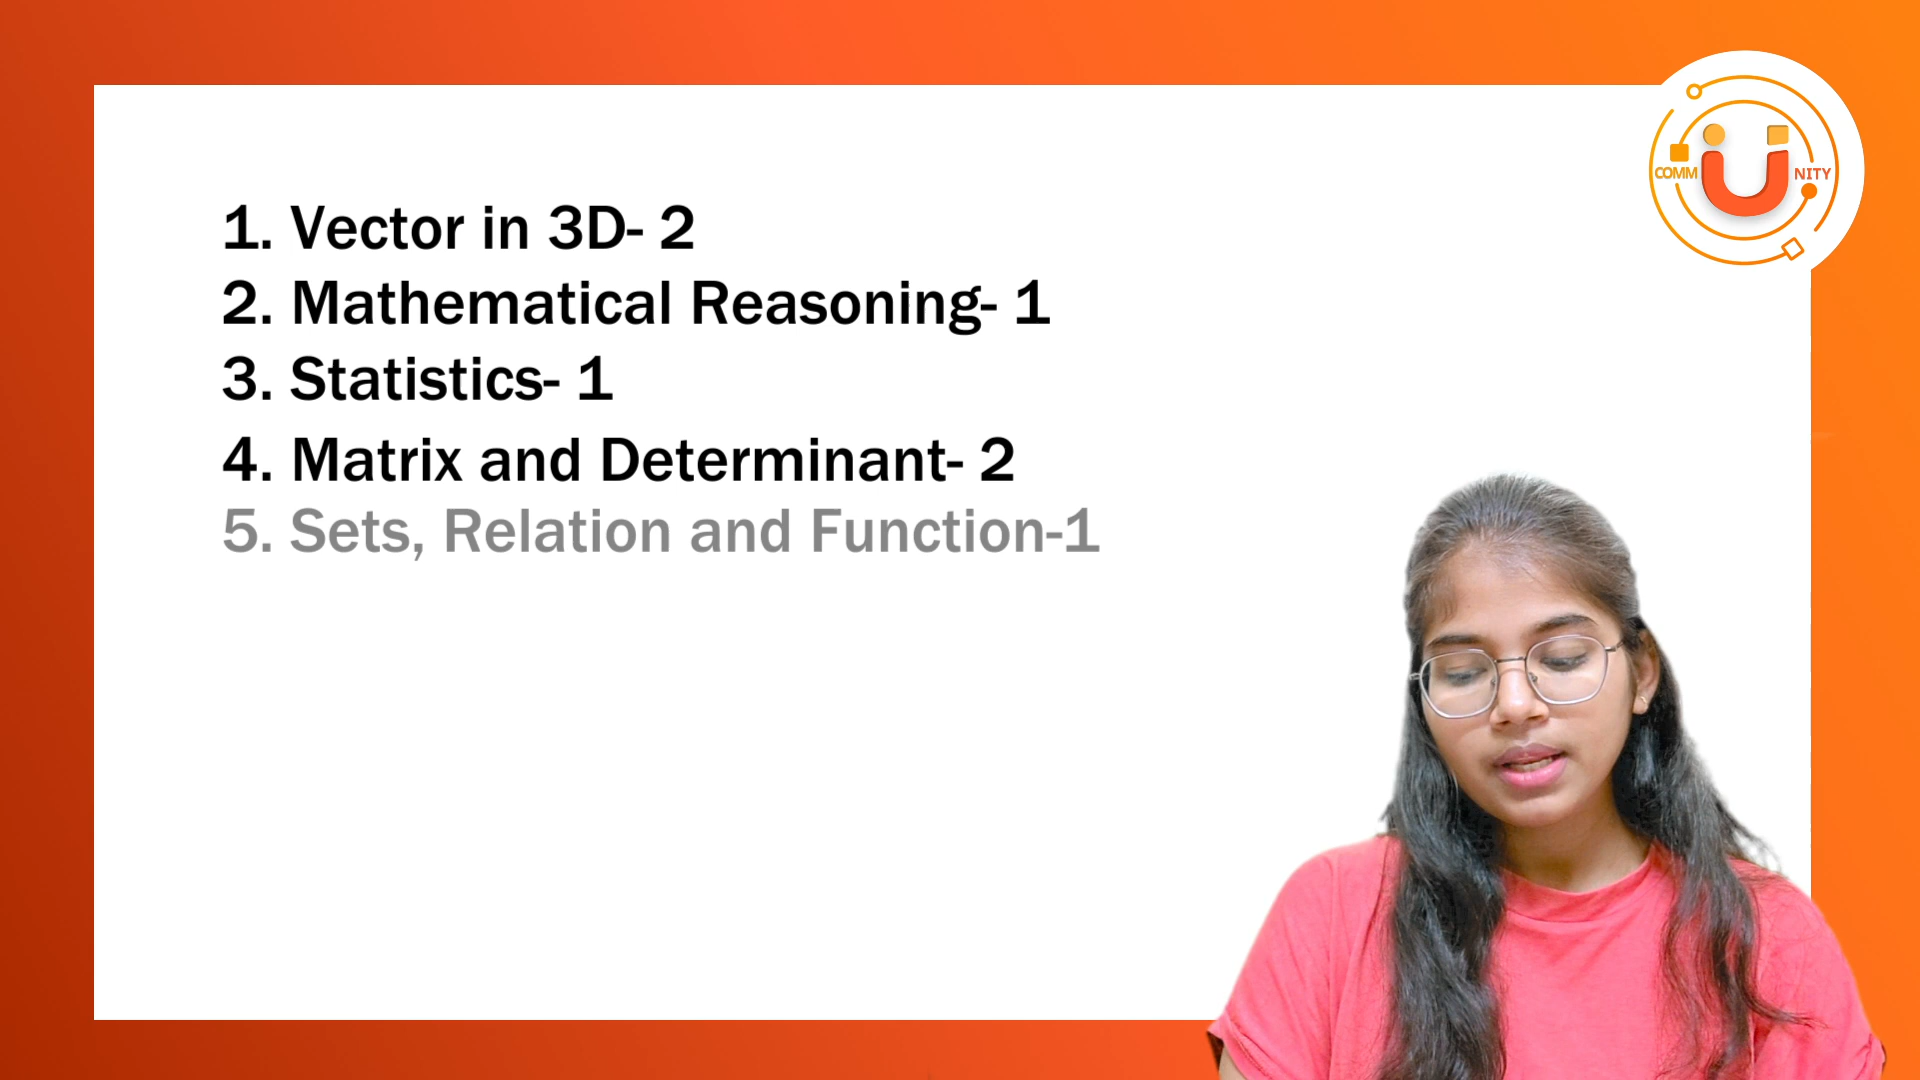 1. Vector in 3D- 2
2. Mathematical Reasoning- 1
3. Statistics- 1
4. Matrix and Determinant- 2
5. Sets, Relation and Function-1
COMM U NITY